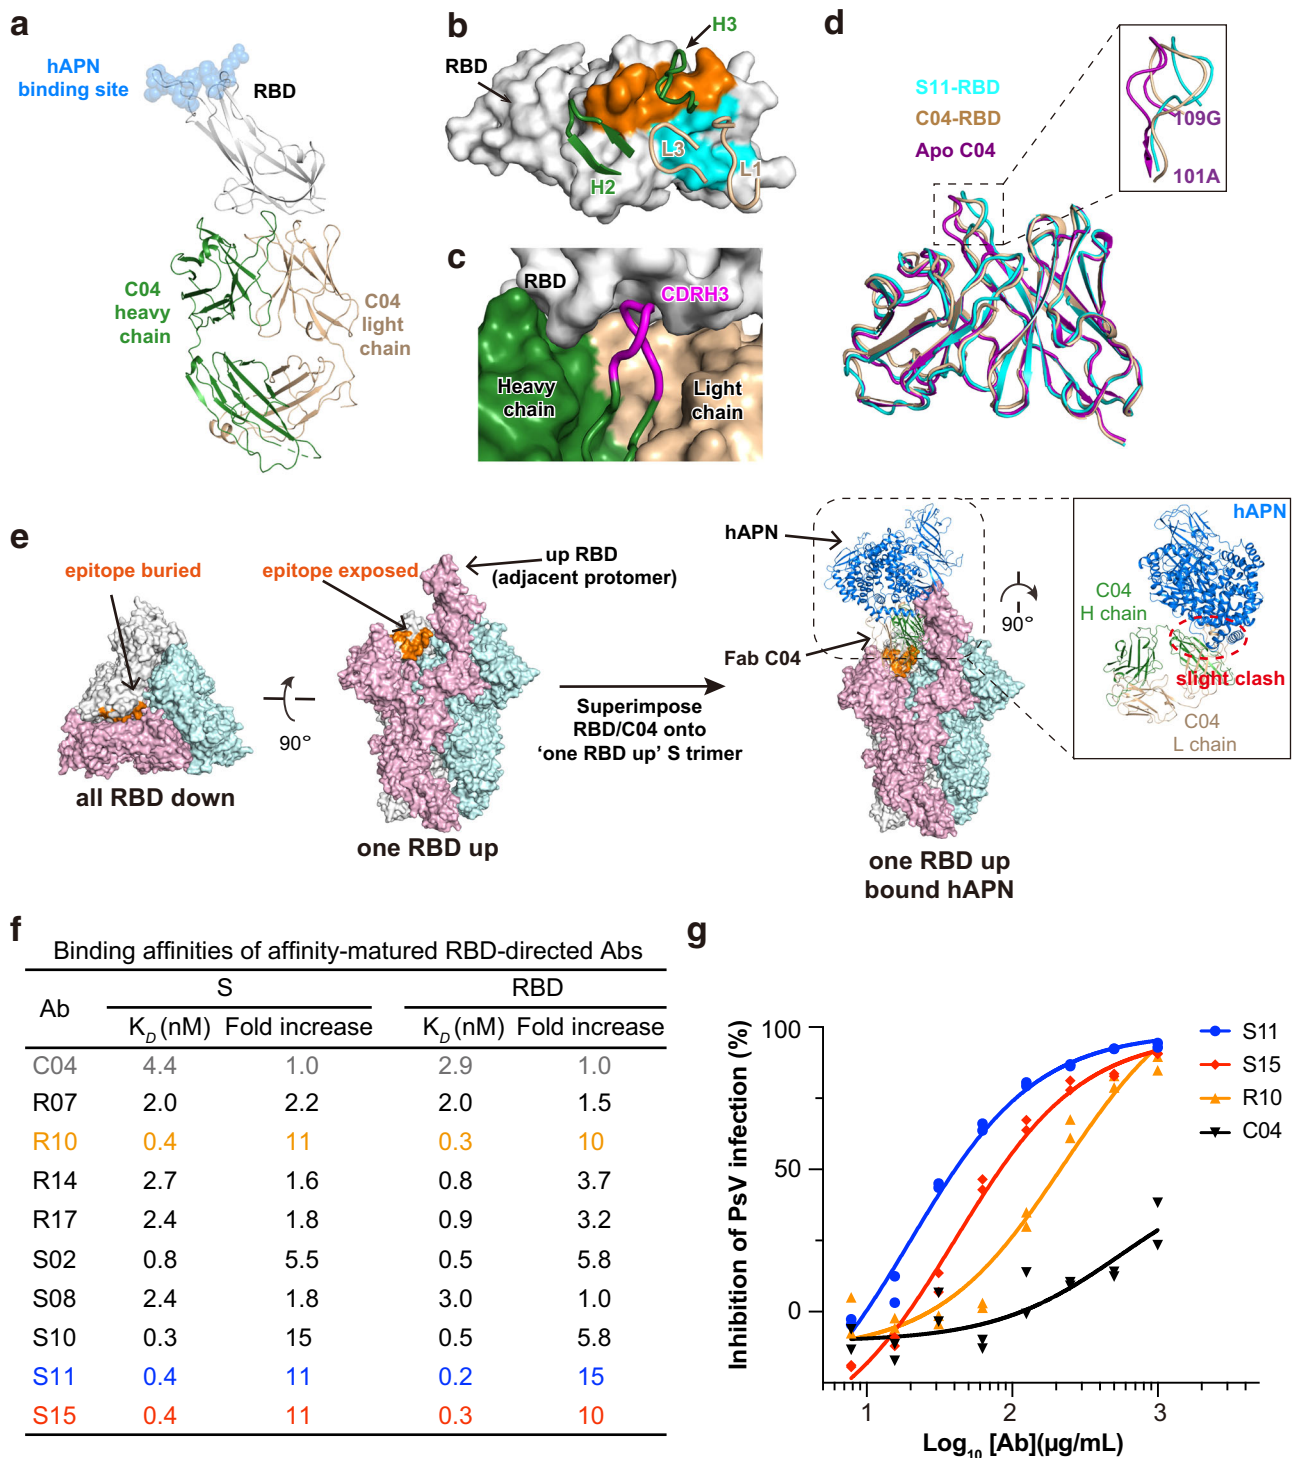 a
hAPN
binding site
RBD
C04
heavy
chain
C04
light
chain
b
H3
RBD
L3
L1
H2
c
RBD
CDRH3
Heavy
chain
Light
chain
d
S11-RBD
C04-RBD
Apo C04
109G
101A
e
epitope buried
90°
all RBD down
epitope exposed
up RBD
(adjacent protomer)
one RBD up
Superimpose
RBD/C04 onto
‘one RBD up’ S trimer
hAPN
Fab C04
one RBD up
bound hAPN
90°
hAPN
C04
H chain
slight clash
C04
L chain
f
Binding affinities of affinity-matured RBD-directed Abs
Ab S RBD
K_D (nM) Fold increase K_D (nM) Fold increase
C04 4.4 1.0 2.9 1.0
R07 2.0 2.2 2.0 1.5
R10 0.4 11 0.3 10
R14 2.7 1.6 0.8 3.7
R17 2.4 1.8 0.9 3.2
S02 0.8 5.5 0.5 5.8
S08 2.4 1.8 3.0 1.0
S10 0.3 15 0.5 5.8
S11 0.4 11 0.2 15
S15 0.4 11 0.3 10
g
Inhibition of PsV infection (%)
100
50
0
1 2 3
Log₁₀ [Ab](µg/mL)
S11
S15
R10
C04